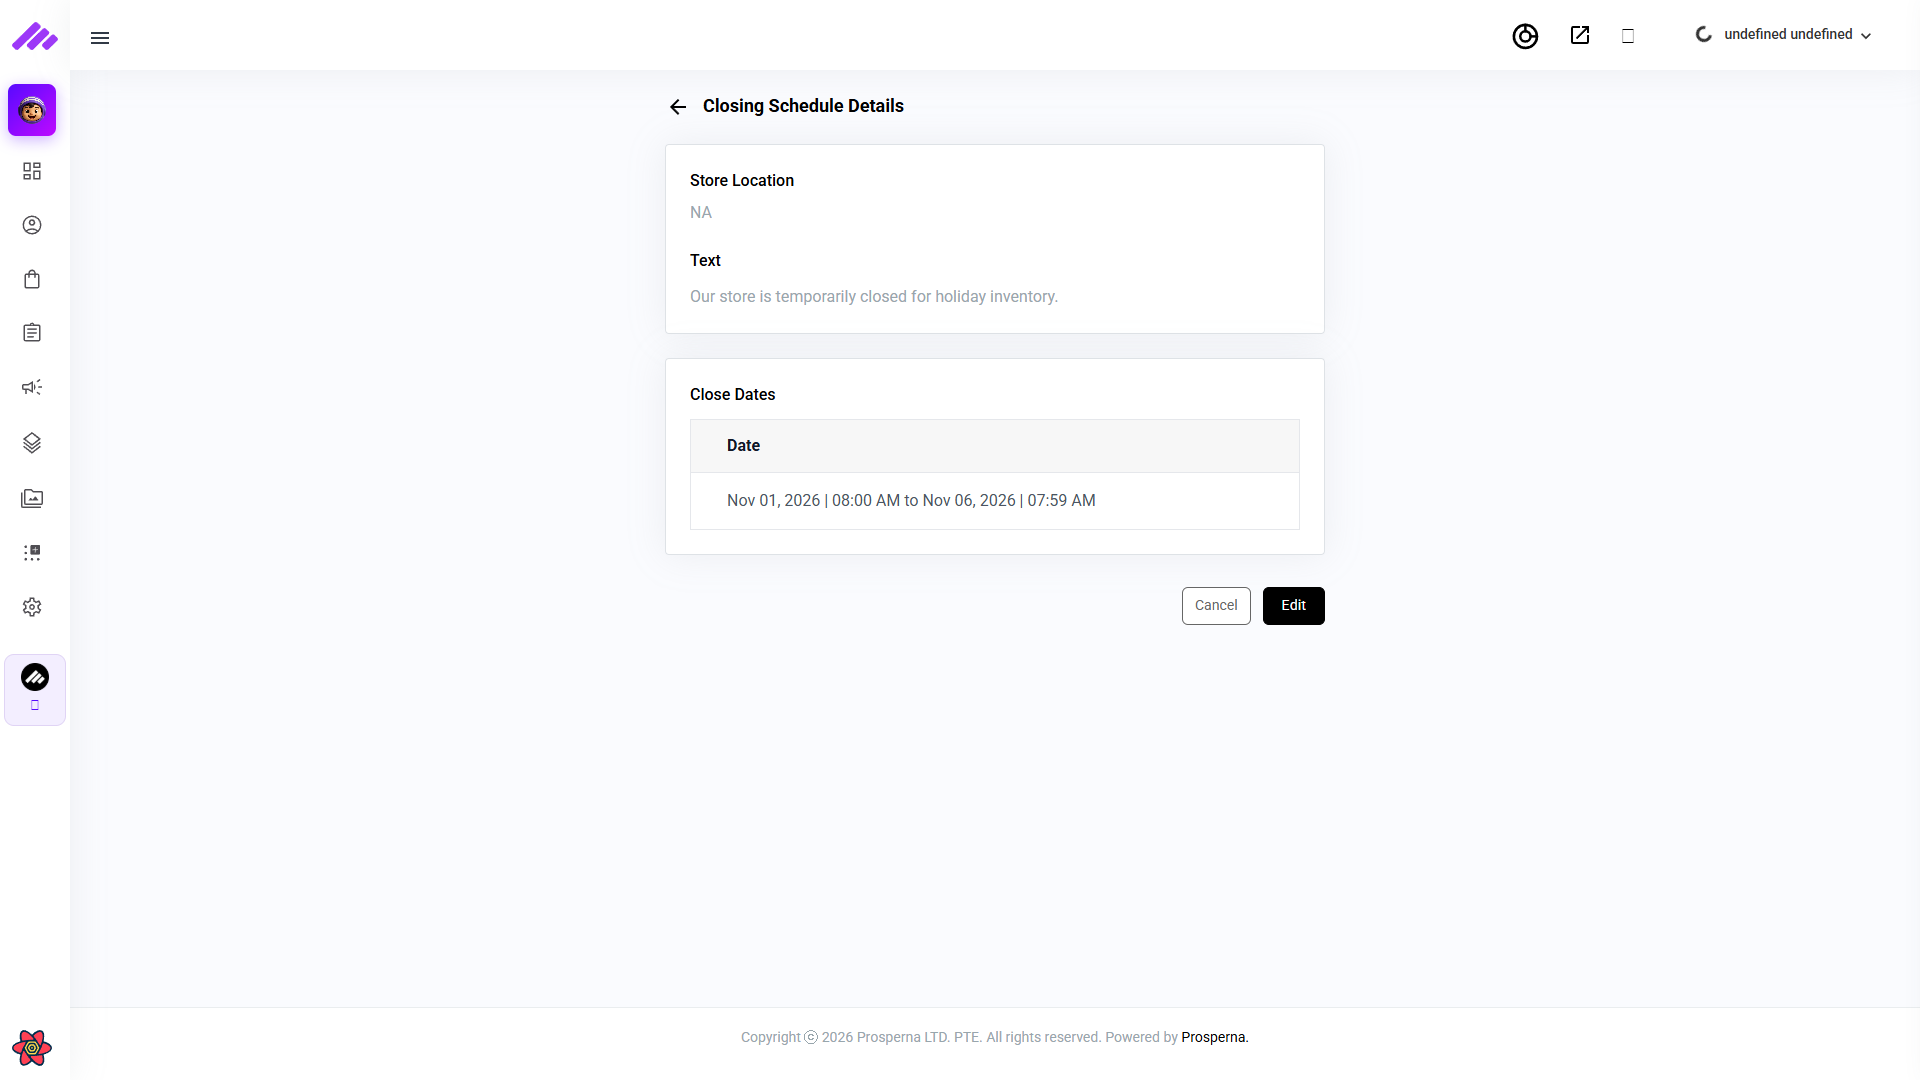 undefined undefined
Closing Schedule Details
Store Location
NA
Text
Our store is temporarily closed for holiday inventory.
Close Dates
Date
Nov 01, 2026 | 08:00 AM to Nov 06, 2026 | 07:59 AM
Cancel
Edit
Copyright © 2026 Prosperna LTD. PTE. All rights reserved. Powered by Prosperna.